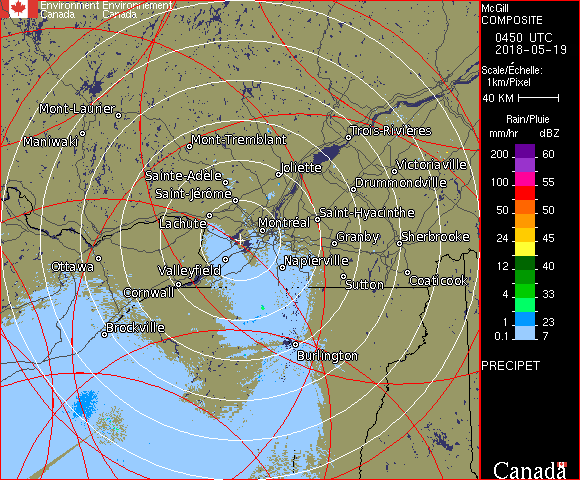 Environment Environnement
Canada Canada
McGill
COMPOSITE
0450 UTC
2018-05-19
Scale/Échelle:
1km/Pixel
40 KM
Rain/Pluie
mm/hr dBZ
200 60
100 55
50 50
24 45
12 40
4 33
1 23
0.1 7
PRECIPET
Canada
Mont-Laurier
Maniwaki
Mont-Tremblant
Trois-Rivières
Sainte-Adèle
Joliette
Victoriaville
Saint-Jérôme
Drummondville
Lachute
Montréal
Saint-Hyacinthe
Granby
Sherbrooke
Ottawa
Valleyfield
Napierville
Cornwall
Sutton
Coaticook
Brockville
Burlington